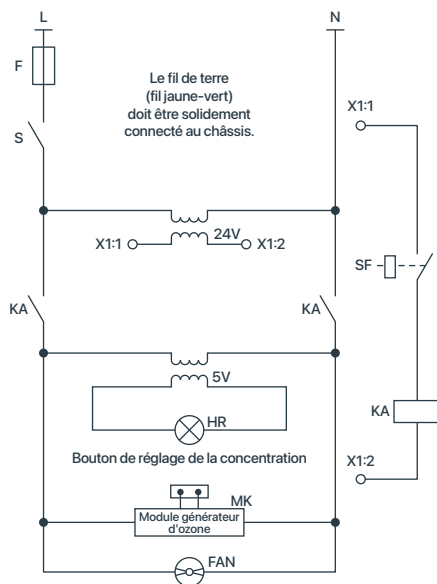 L
N
F
Le fil de terre
(fil jaune-vert)
doit être solidement
connecté au châssis.
X1:1
S
24V
X1:1
X1:2
SF
KA
KA
5V
KA
HR
Bouton de réglage de la concentration
X1:2
MK
Module générateur
d'ozone
FAN